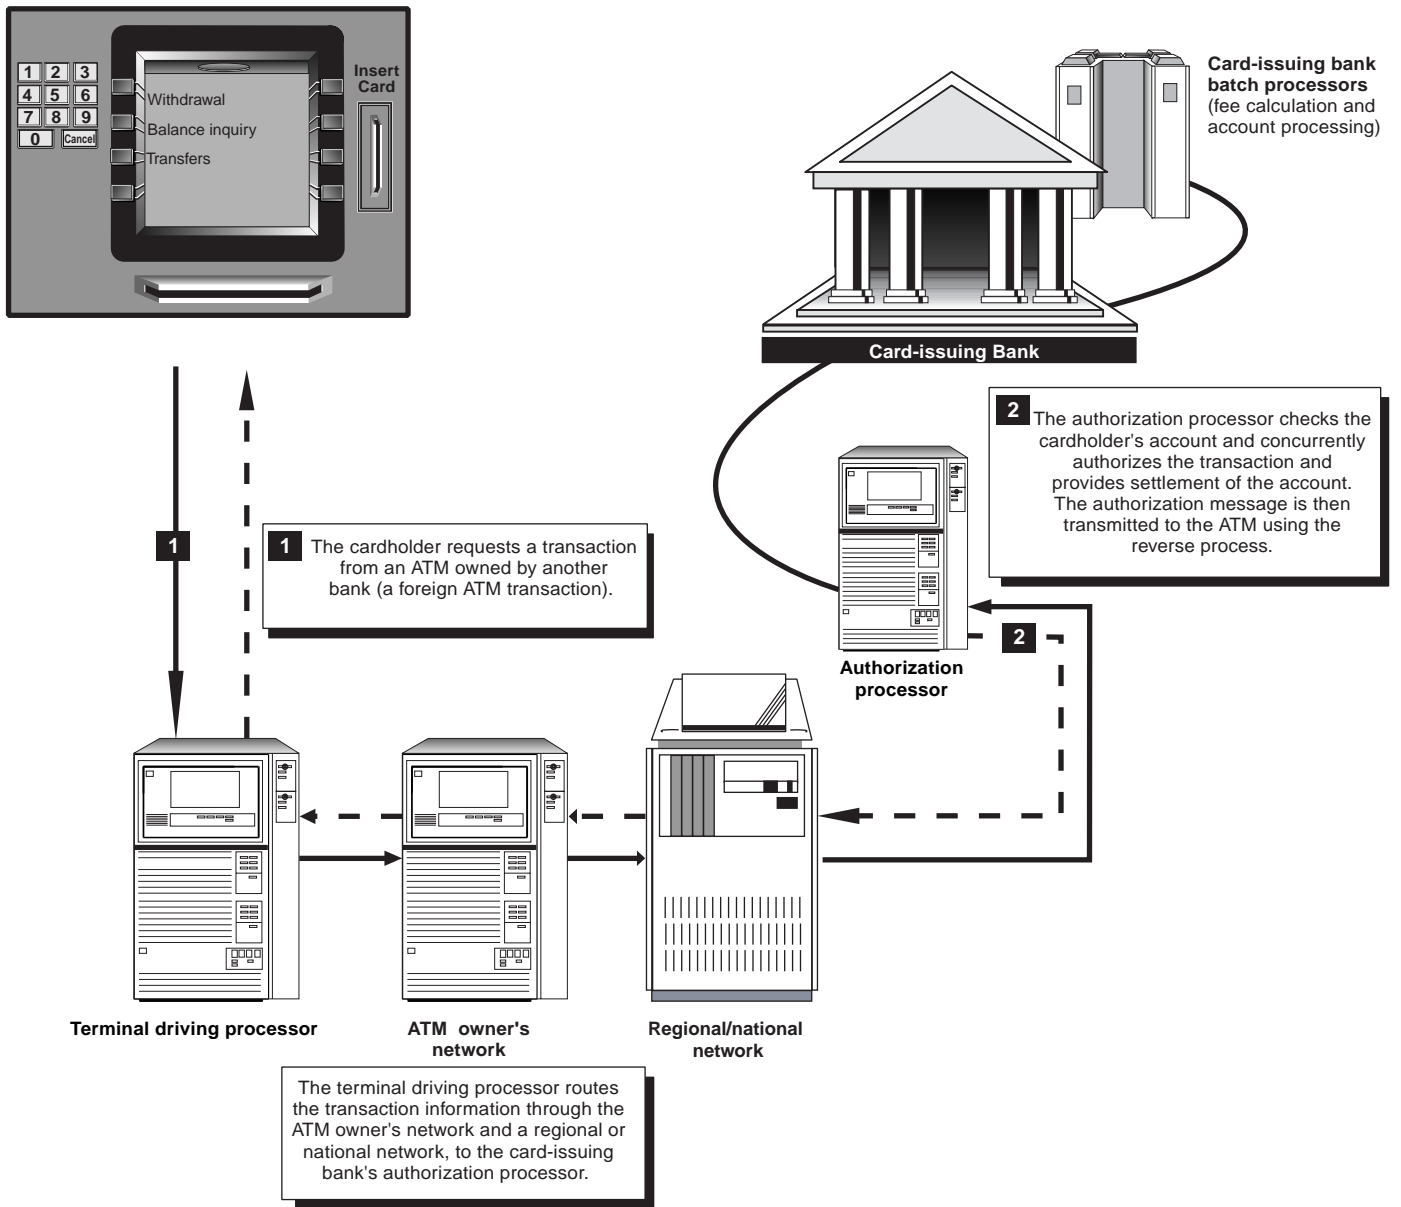 1 2 3
4 5 6
7 8 9
0 Cancel
Withdrawal
Balance inquiry
Transfers
Insert
Card
Card-issuing bank
batch processors
(fee calculation and
account processing)
Card-issuing Bank
2 The authorization processor checks the
cardholder's account and concurrently
authorizes the transaction and
provides settlement of the account.
The authorization message is then
transmitted to the ATM using the
reverse process.
1
1 The cardholder requests a transaction
from an ATM owned by another
bank (a foreign ATM transaction).
2
Authorization
processor
Terminal driving processor
ATM owner's
network
Regional/national
network
The terminal driving processor routes
the transaction information through the
ATM owner's network and a regional or
national network, to the card-issuing
bank's authorization processor.